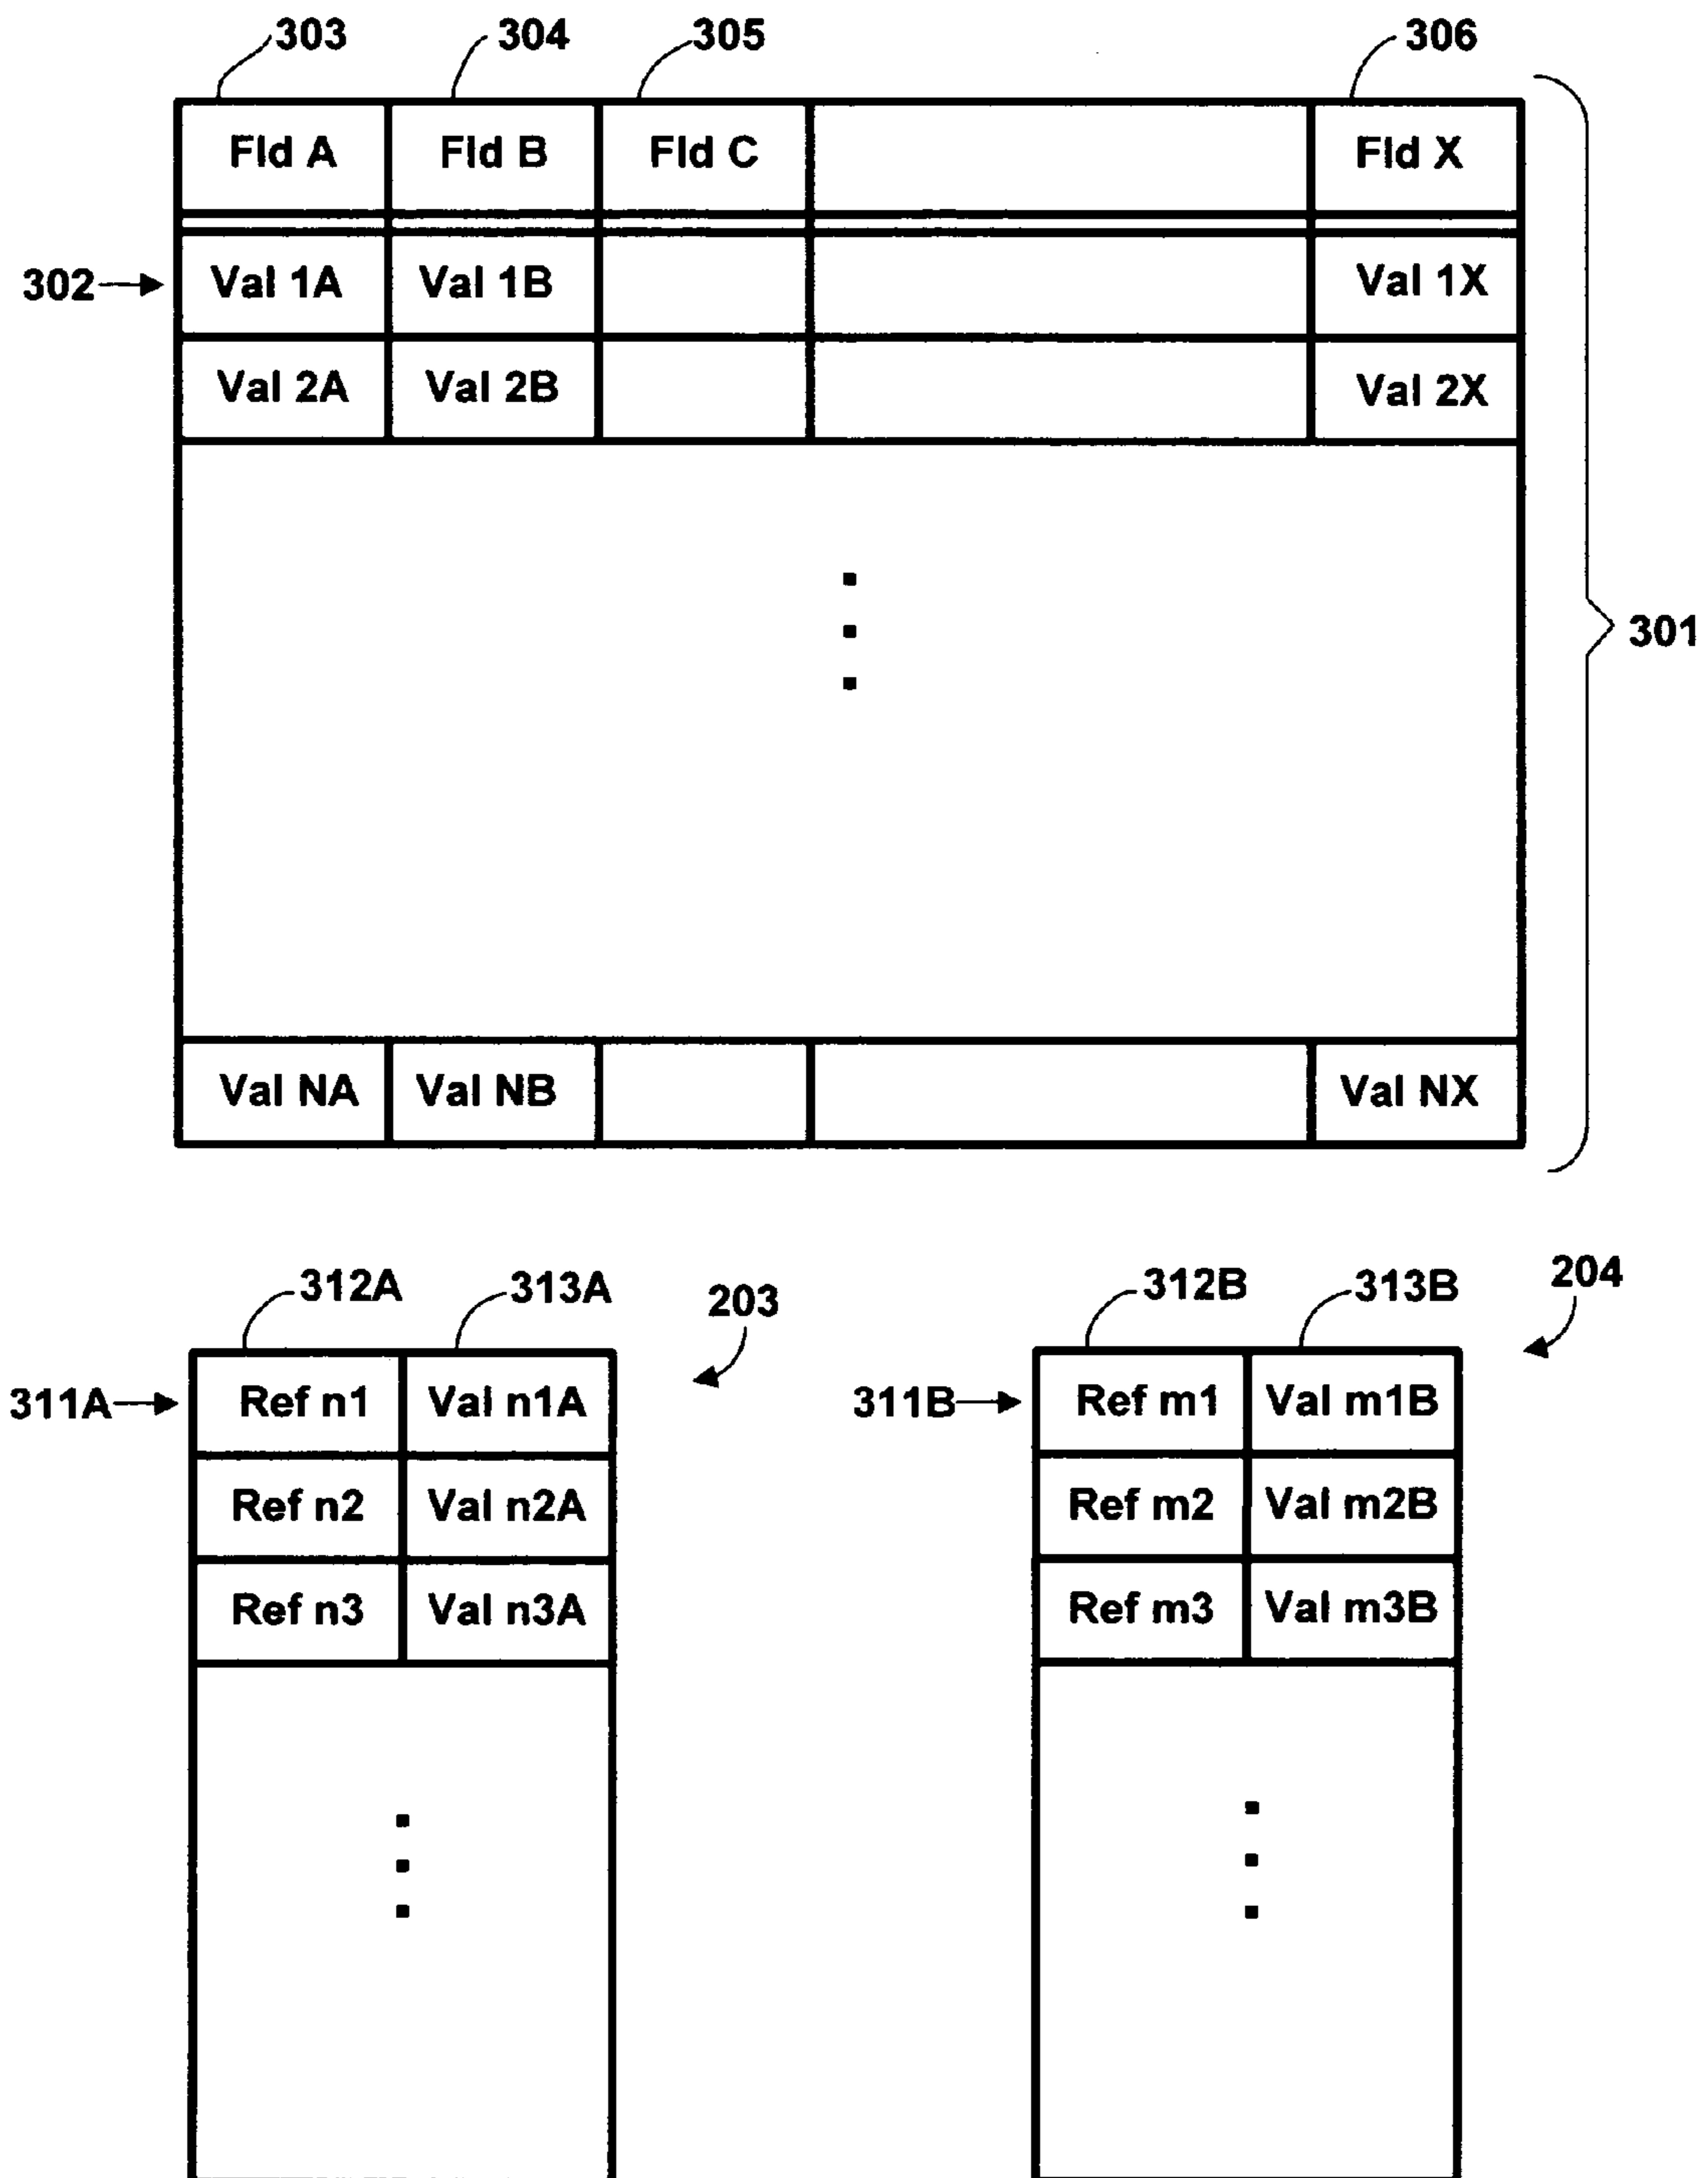 303 304 305 306
Fld A Fld B Fld C Fld X
302 Val 1A Val 1B Val 1X
Val 2A Val 2B Val 2X
301
Val NA Val NB Val NX
312A 313A 203 312B 313B 204
311A Ref n1 Val n1A 311B Ref m1 Val m1B
Ref n2 Val n2A Ref m2 Val m2B
Ref n3 Val n3A Ref m3 Val m3B